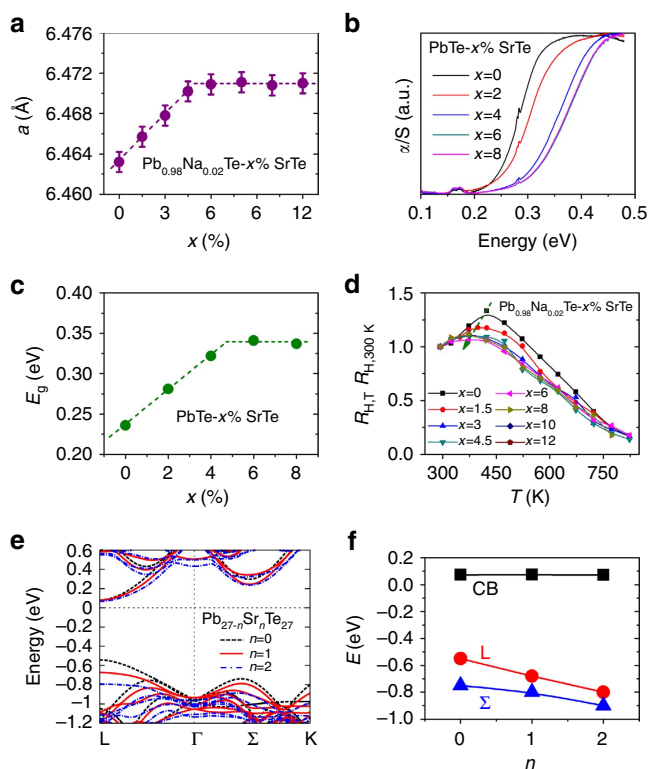 a
6.476
6.472
6.468
6.464
6.460
a (Å)
Pb0.98Na0.02Te-x% SrTe
0 2 4 6 6 12
x (%)
b
α/S (a.u.)
PbTe-x% SrTe
x=0
x=2
x=4
x=6
x=8
0.1 0.2 0.3 0.4 0.5
Energy (eV)
c
0.40
0.35
0.30
0.25
0.20
Eg (eV)
PbTe-x% SrTe
0 2 4 6 8
x (%)
d
1.5
1.0
0.5
0.0
RH,T RH,300 K
Pb0.98Na0.02Te-x% SrTe
x=0 x=6
x=1.5 x=8
x=3 x=10
x=4.5 x=12
300 450 600 750
T (K)
e
0.6
0.4
0.2
0
−0.2
−0.4
−0.6
−0.8
−1
−1.2
Energy (eV)
Pb27-nSrnTe27
n=0
n=1
n=2
L Γ Σ K
f
0.2
0.0
−0.2
−0.4
−0.6
−0.8
−1.0
E (eV)
CB
L
Σ
0 1 2
n